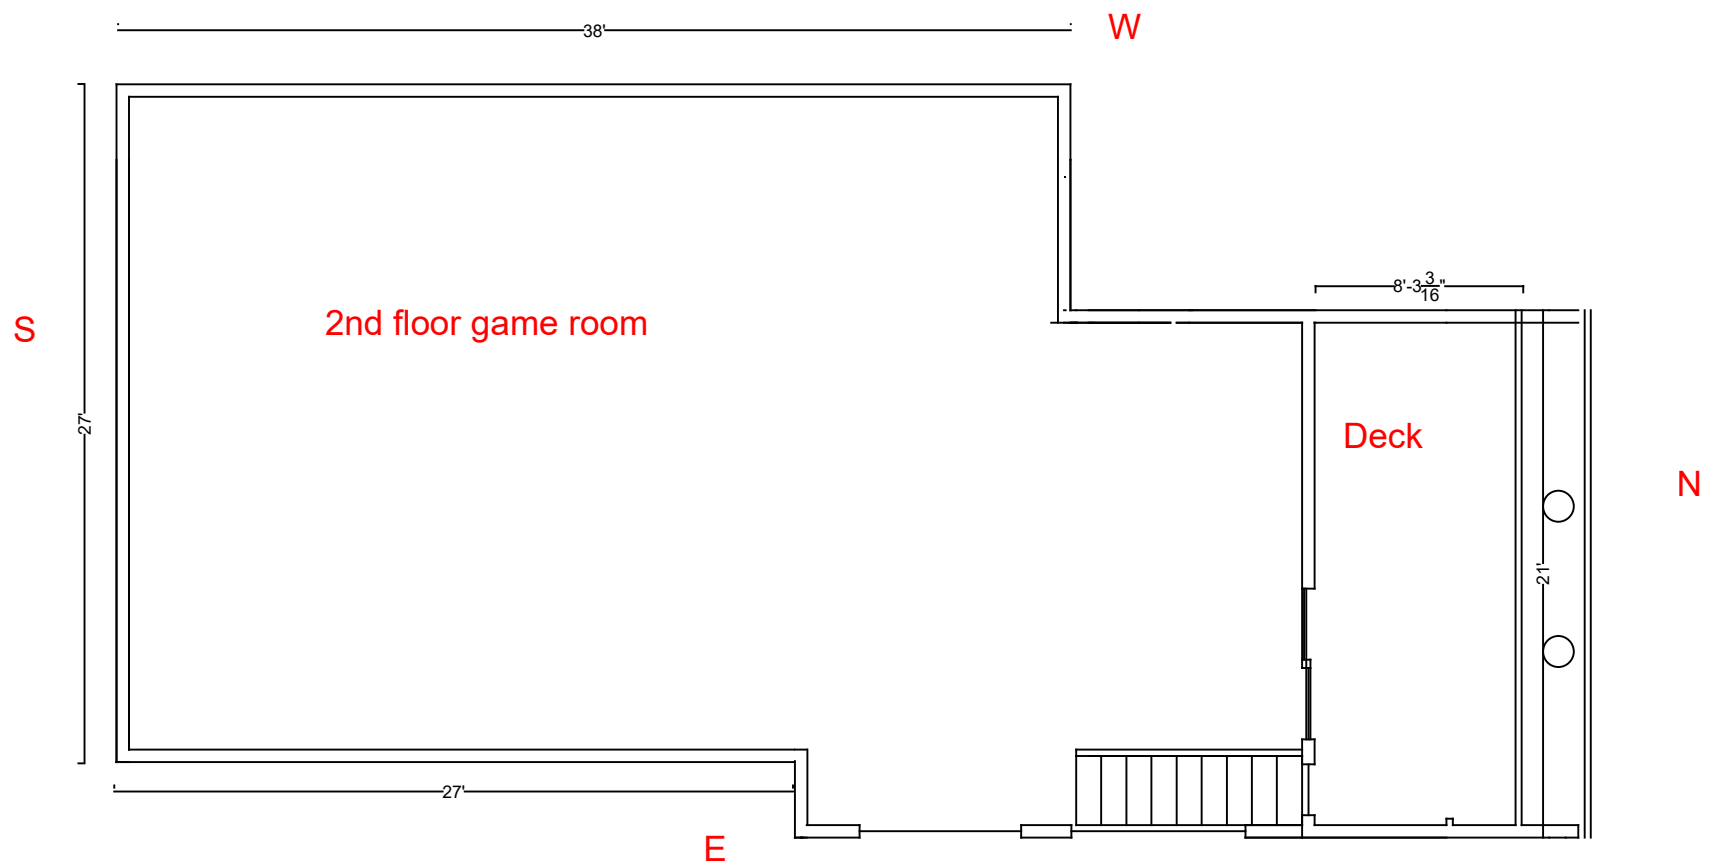 38'
W
8'-3 3/16"
2nd floor game room
S
27'
Deck
N
21'
27'
E